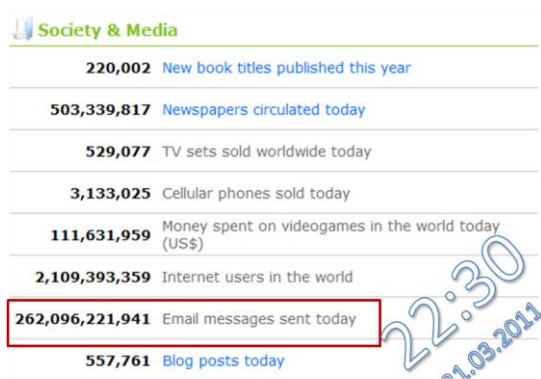 Society & Media
220,002 New book titles published this year
503,339,817 Newspapers circulated today
529,077 TV sets sold worldwide today
3,133,025 Cellular phones sold today
111,631,959 Money spent on videogames in the world today
(US$)
2,109,393,359 Internet users in the world
262,096,221,941 Email messages sent today
557,761 Blog posts today
22:30